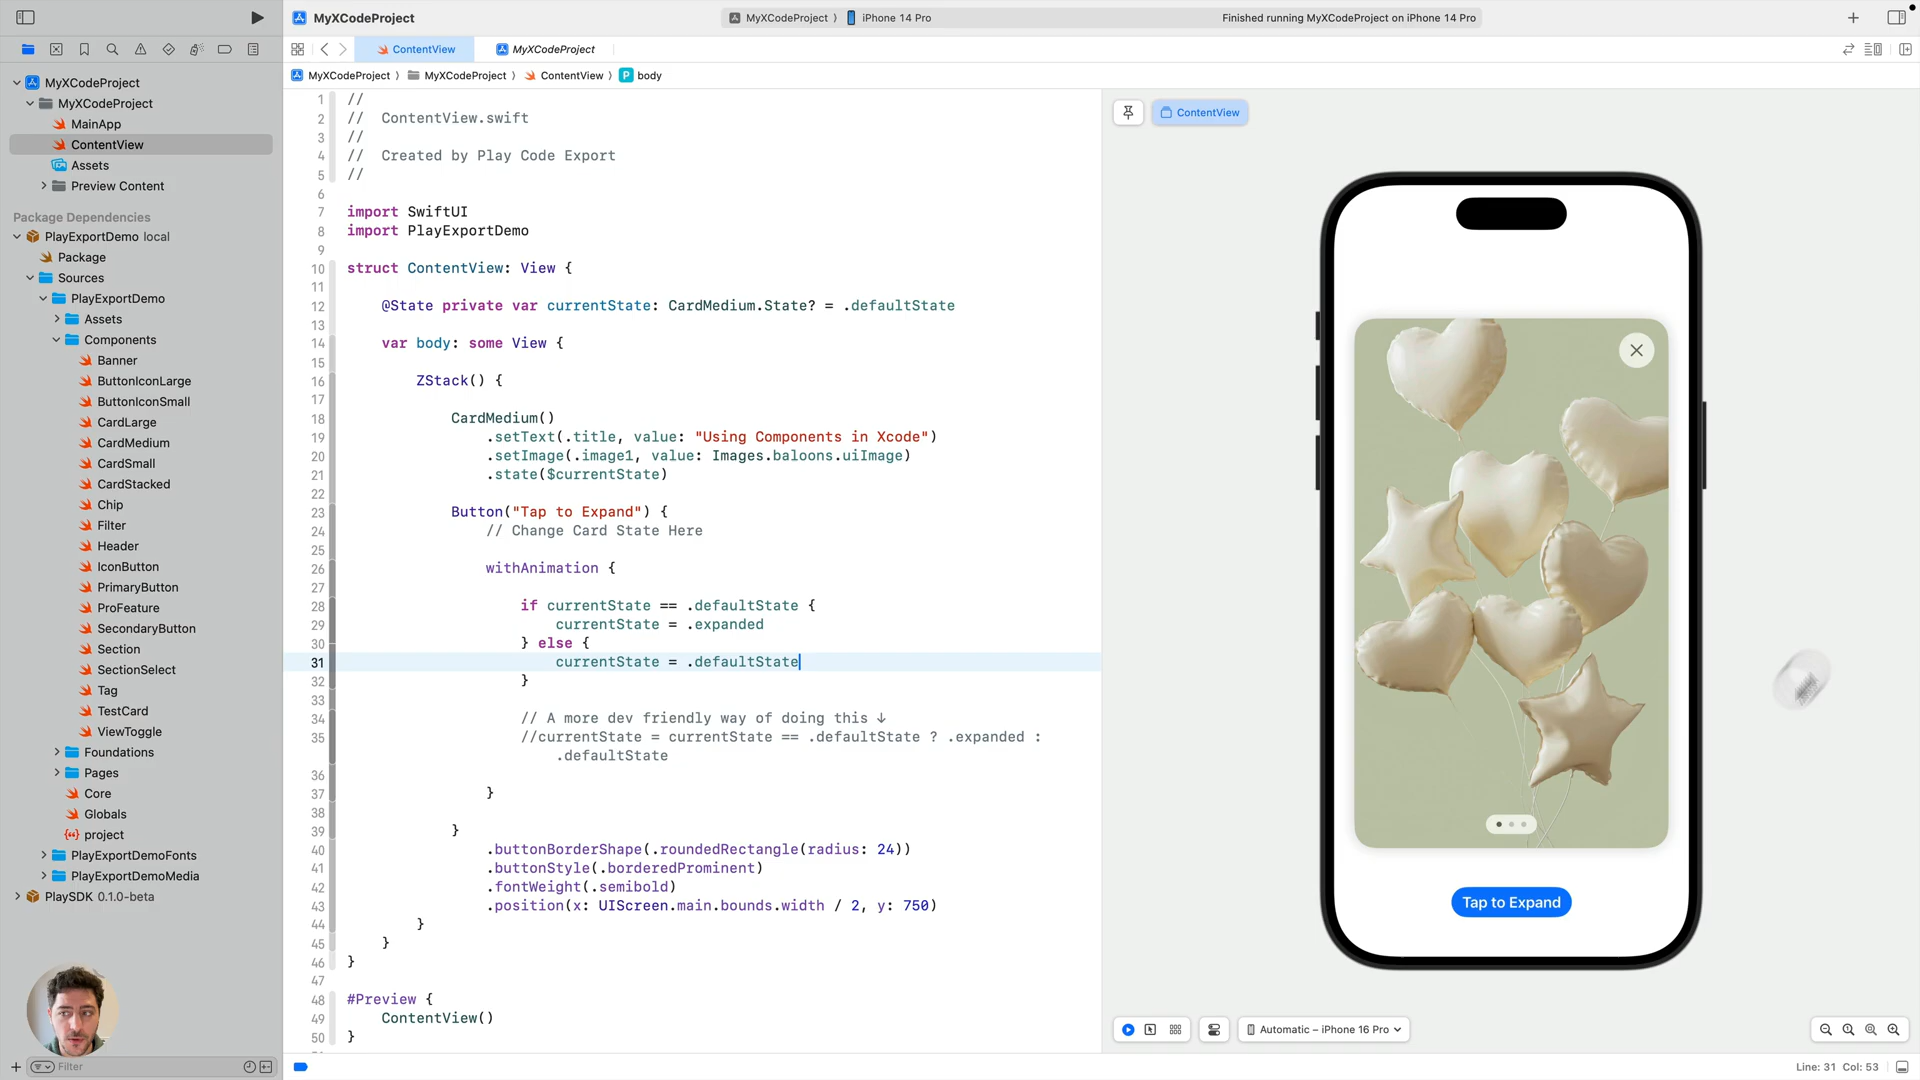 MyXCodeProject
MyXCodeProject
iPhone 14 Pro
Finished running MyXCodeProject on iPhone 14 Pro
ContentView
MyXCodeProject
MyXCodeProject
MyXCodeProject
ContentView
P body
MyXCodeProject
MyXCodeProject
MainApp
ContentView
Assets
Preview Content
Package Dependencies
PlayExportDemo local
Package
Sources
PlayExportDemo
Assets
Components
Banner
ButtonIconLarge
ButtonIconSmall
CardLarge
CardMedium
CardSmall
CardStacked
Chip
Filter
Header
IconButton
PrimaryButton
ProFeature
SecondaryButton
Section
SectionSelect
Tag
TestCard
ViewToggle
Foundations
Pages
Core
Globals
project
PlayExportDemoFonts
PlayExportDemoMedia
PlaySDK 0.1.0-beta
Filter
1 //
2 // ContentView.swift
3 //
4 // Created by Play Code Export
5 //
6
7 import SwiftUI
8 import PlayExportDemo
9
10 struct ContentView: View {
11
12 @State private var currentState: CardMedium.State? = .defaultState
13
14 var body: some View {
15
16 ZStack() {
17
18 CardMedium()
19 .setText(.title, value: "Using Components in Xcode")
20 .setImage(.image1, value: Images.baloons.uiImage)
21 .state($currentState)
22
23 Button("Tap to Expand") {
24 // Change Card State Here
25
26 withAnimation {
27
28 if currentState == .defaultState {
29 currentState = .expanded
30 } else {
31 currentState = .defaultState
32 }
33
34 // A more dev friendly way of doing this ↓
35 //currentState = currentState == .defaultState ? .expanded :
.defaultState
36
37 }
38
39 }
40 .buttonBorderShape(.roundedRectangle(radius: 24))
41 .buttonStyle(.borderedProminent)
42 .fontWeight(.semibold)
43 .position(x: UIScreen.main.bounds.width / 2, y: 750)
44 }
45 }
46 }
47
48 #Preview {
49 ContentView()
50 }
ContentView
Tap to Expand
Automatic – iPhone 16 Pro
Line: 31 Col: 53